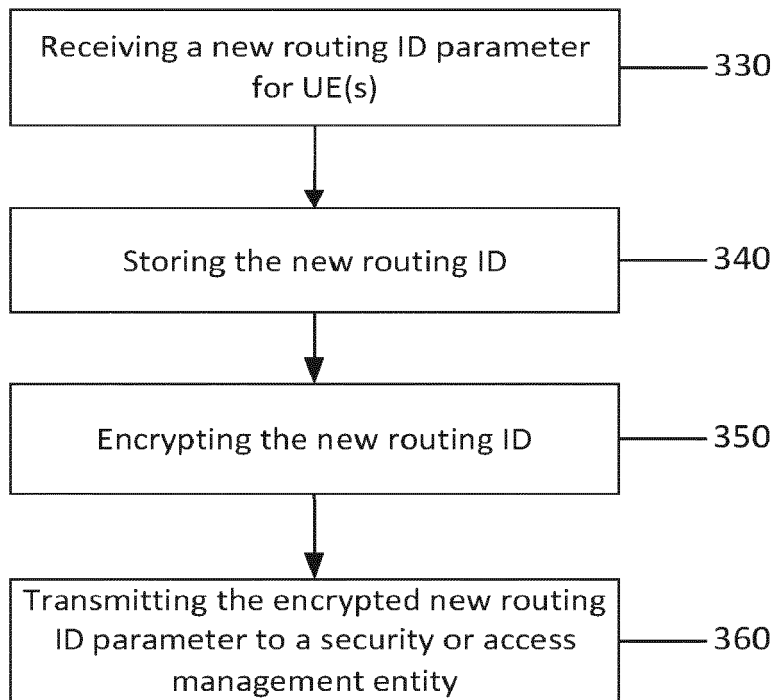 Receiving a new routing ID parameter
for UE(s)
330
Storing the new routing ID
340
Encrypting the new routing ID
350
Transmitting the encrypted new routing
ID parameter to a security or access
management entity
360